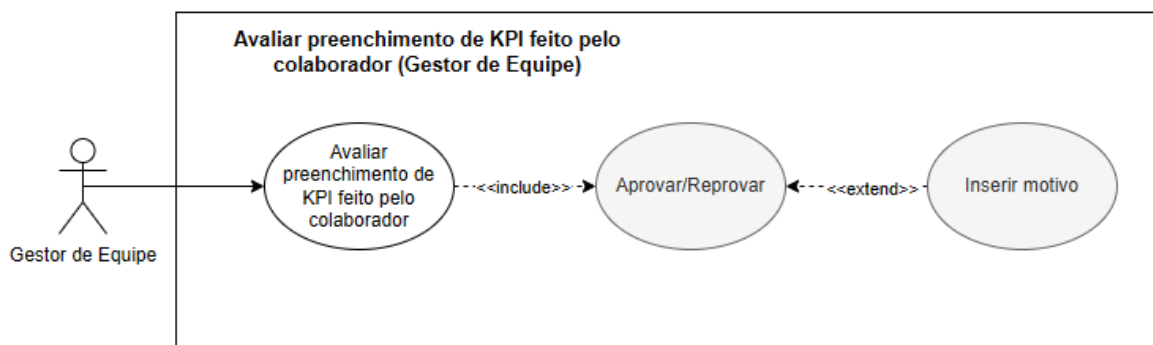 Avaliar preenchimento de KPI feito pelo
colaborador (Gestor de Equipe)
Avaliar
preenchimento de
KPI feito pelo
colaborador
<<include>>
Aprovar/Reprovar
<<extend>>
Inserir motivo
Gestor de Equipe